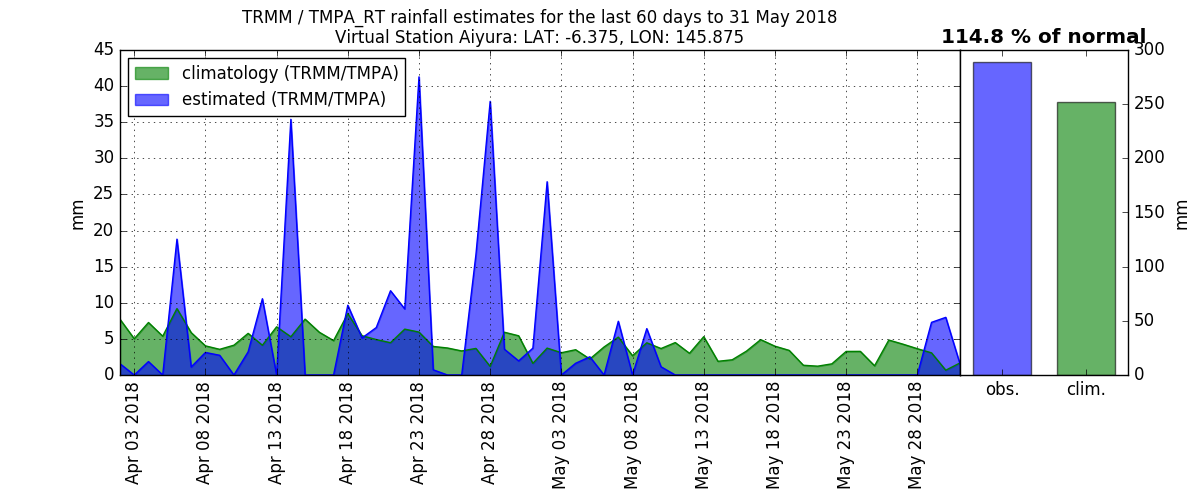 TRMM / TMPA_RT rainfall estimates for the last 60 days to 31 May 2018
Virtual Station Aiyura: LAT: -6.375, LON: 145.875
114.8 % of normal
climatology (TRMM/TMPA)
estimated (TRMM/TMPA)
45
40
35
30
25
20
15
10
5
0
mm
Apr 03 2018
Apr 08 2018
Apr 13 2018
Apr 18 2018
Apr 23 2018
Apr 28 2018
May 03 2018
May 08 2018
May 13 2018
May 18 2018
May 23 2018
May 28 2018
300
250
200
150
100
50
0
mm
obs.
clim.